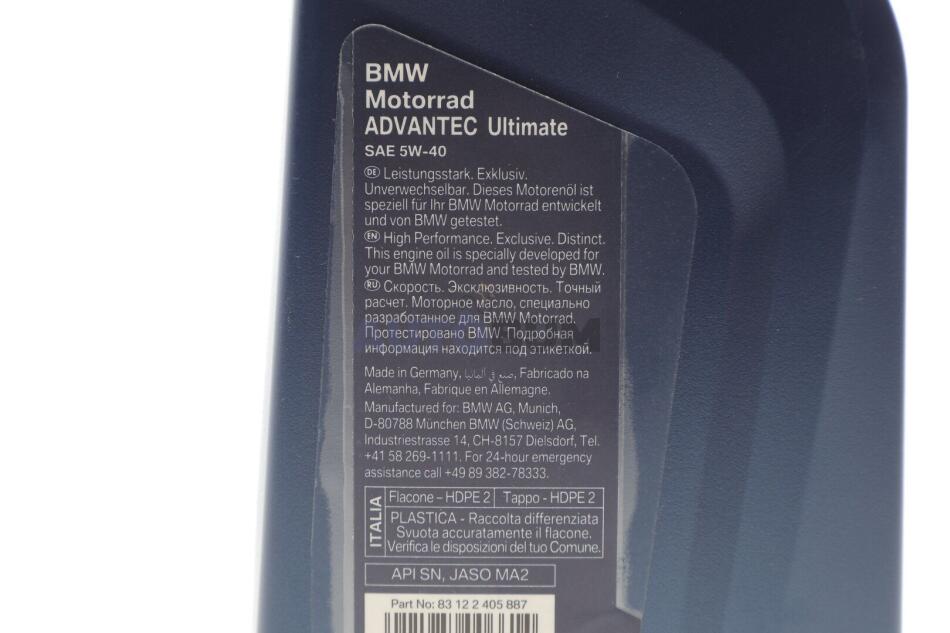 BMW
Motorrad
ADVANTEC Ultimate
SAE 5W-40
DE Leistungsstark. Exklusiv.
Unverwechselbar. Dieses Motorenöl ist
speziell für Ihr BMW Motorrad entwickelt
und von BMW getestet.
EN High Performance. Exclusive. Distinct.
This engine oil is specially developed for
your BMW Motorrad and tested by BMW.
RU Скорость. Эксклюзивность. Точный
расчет. Моторное масло, специально
разработанное для BMW Motorrad.
Протестировано BMW. Подробная
информация находится под этикеткой.
Made in Germany, صنع في ألمانيا, Fabricado na
Alemanha, Fabrique en Allemagne.
Manufactured for: BMW AG, Munich,
D-80788 München BMW (Schweiz) AG,
Industriestrasse 14, CH-8157 Dielsdorf, Tel.
+41 58 269-1111. For 24-hour emergency
assistance call +49 89 382-78333.
ITALIA
Flacone – HDPE 2 Tappo - HDPE 2
PLASTICA - Raccolta differenziata
Svuota accuratamente il flacone.
Verifica le disposizioni del tuo Comune.
API SN, JASO MA2
Part No: 83 12 2 405 887